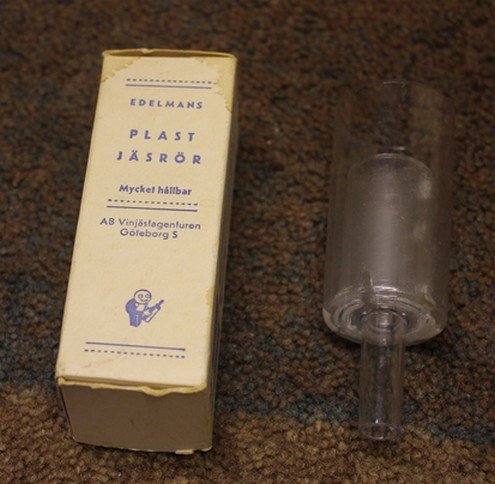 EDELMANS
PLAST
JÄSRÖR
Mycket hållbar
AB Vinjästagenturen
Göteborg S